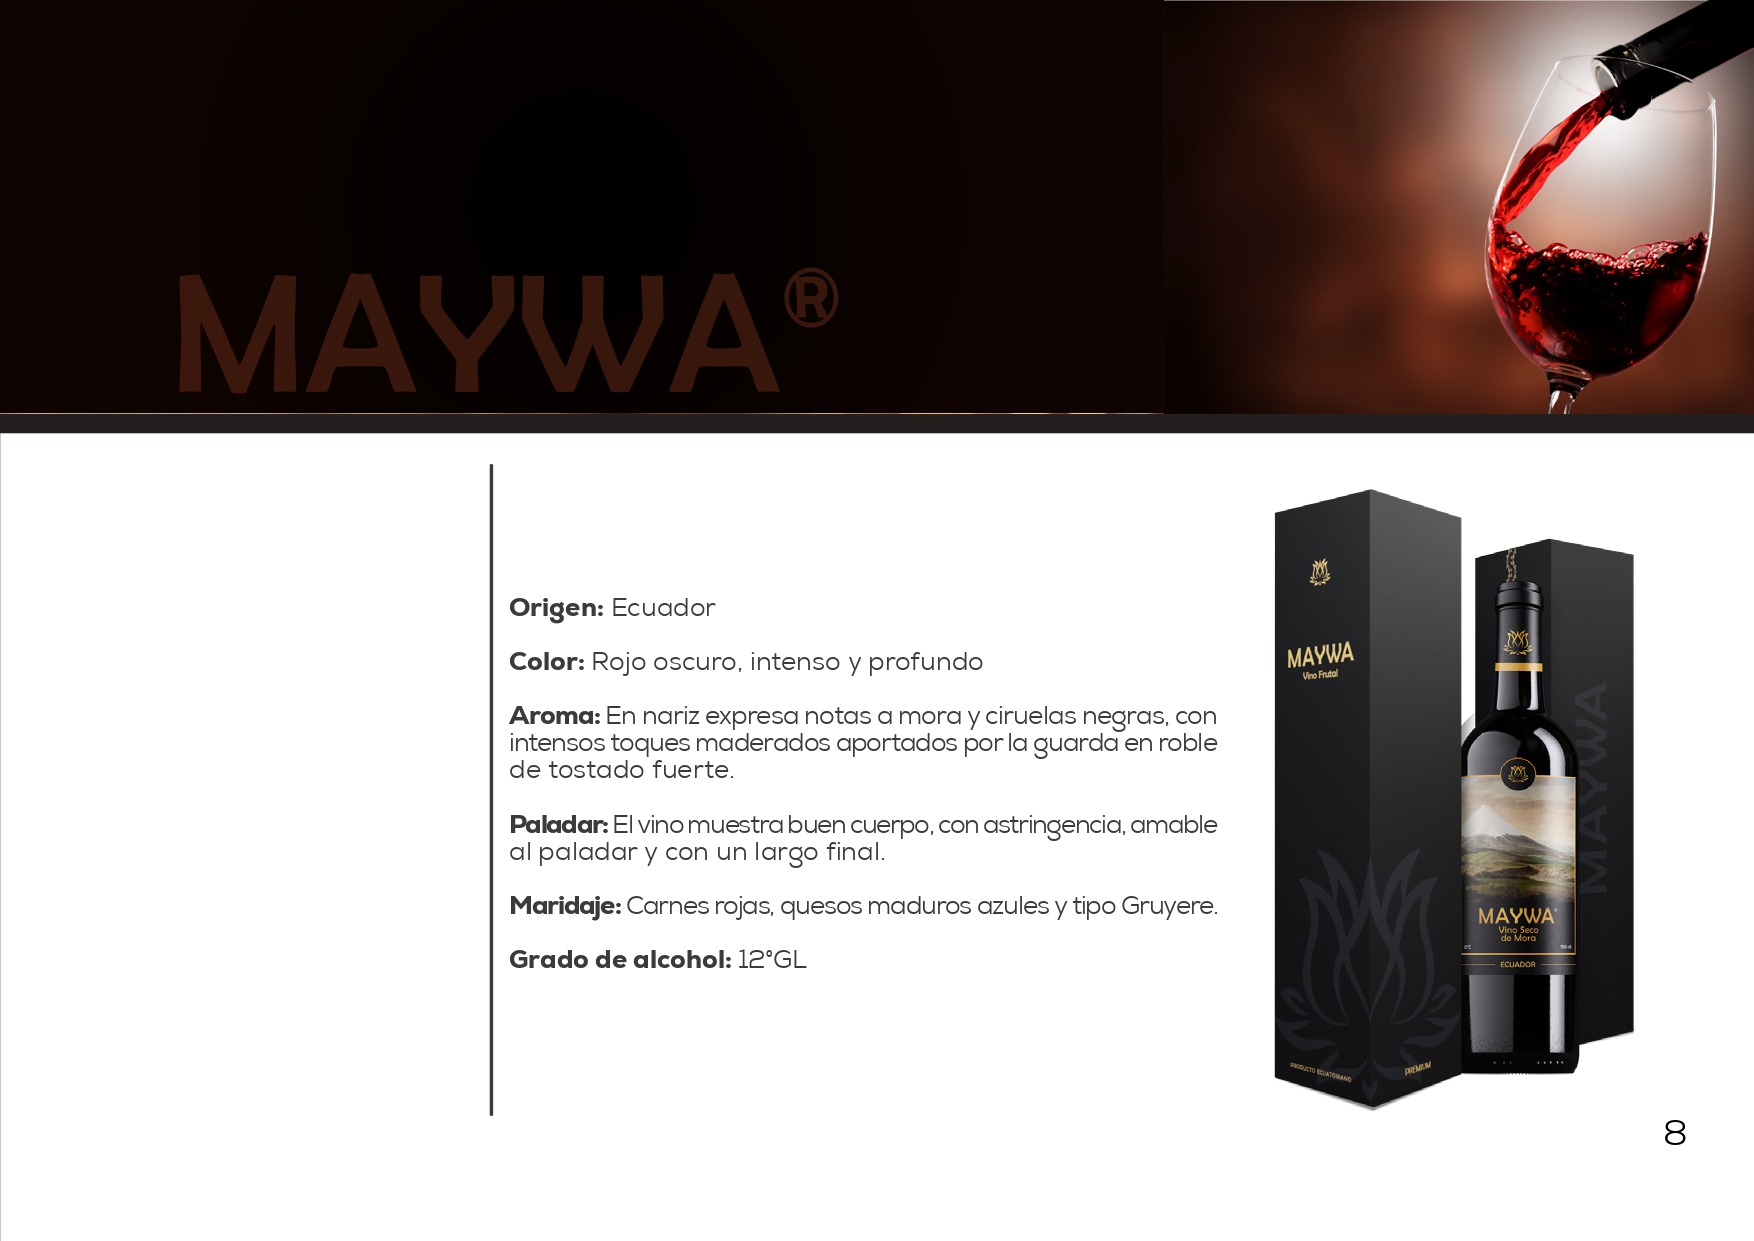 MAYWA®
Origen: Ecuador
Color: Rojo oscuro, intenso y profundo
Aroma: En nariz expresa notas a mora y ciruelas negras, con
intensos toques maderados aportados por la guarda en roble
de tostado fuerte.
Paladar: El vino muestra buen cuerpo, con astringencia, amable
al paladar y con un largo final.
Maridaje: Carnes rojas, quesos maduros azules y tipo Gruyere.
Grado de alcohol: 12°GL
MAYWA
Vino Frutal
PRODUCTO ECUATORIANO
PREMIUM
MAYWA
MAYWA
Vino Seco
de Mora
ECUADOR
8